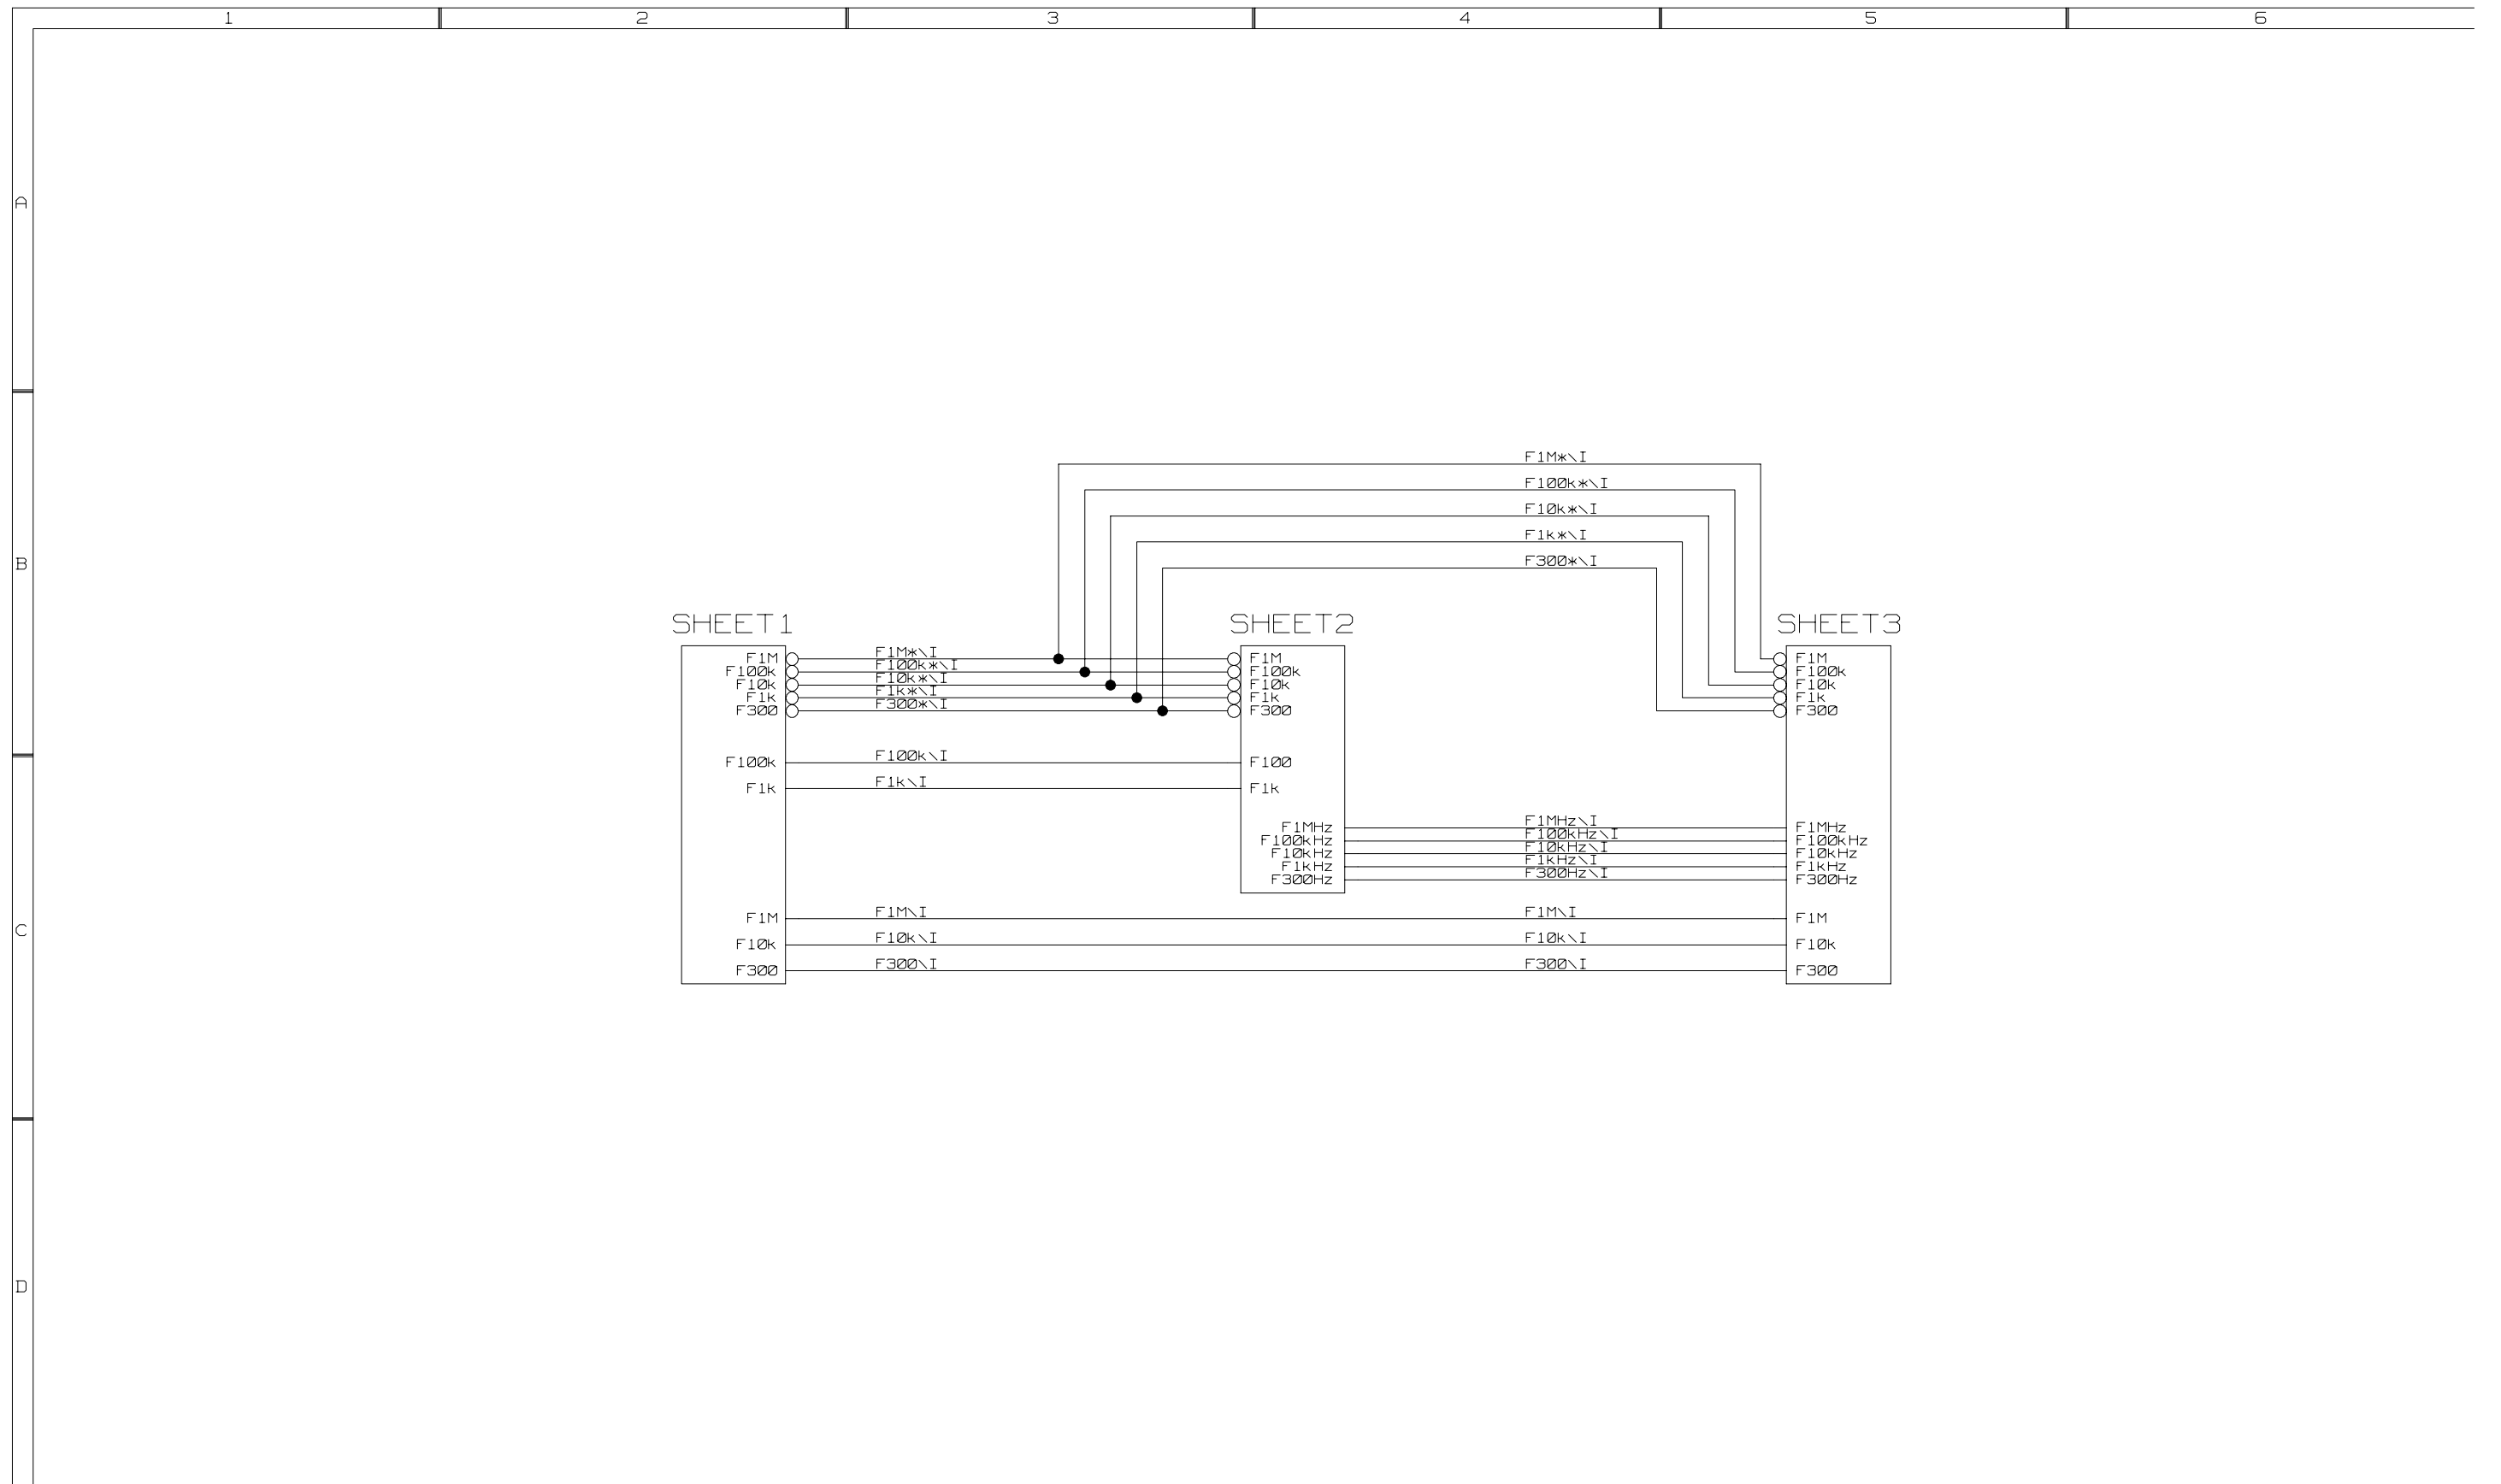 1 2 3 4 5 6
A
B
F1M*\I
F100k*\I
F10k*\I
F1k*\I
F300*\I
SHEET1 SHEET2 SHEET3
F1M F1M*\I F1M F1M
F100k F100k*\I F100k F100k
F10k F10k*\I F10k F10k
F1k F1k*\I F1k F1k
F300 F300*\I F300 F300
F100k F100k\I F100
F1k F1k\I F1k
F1MHz F1MHz\I F1MHz
F100kHz F100kHz\I F100kHz
F10kHz F10kHz\I F10kHz
F1kHz F1kHz\I F1kHz
F300Hz F300Hz\I F300Hz
F1M F1M\I F1M\I F1M
C
F10k F10k\I F10k\I F10k
F300 F300\I F300\I F300
D